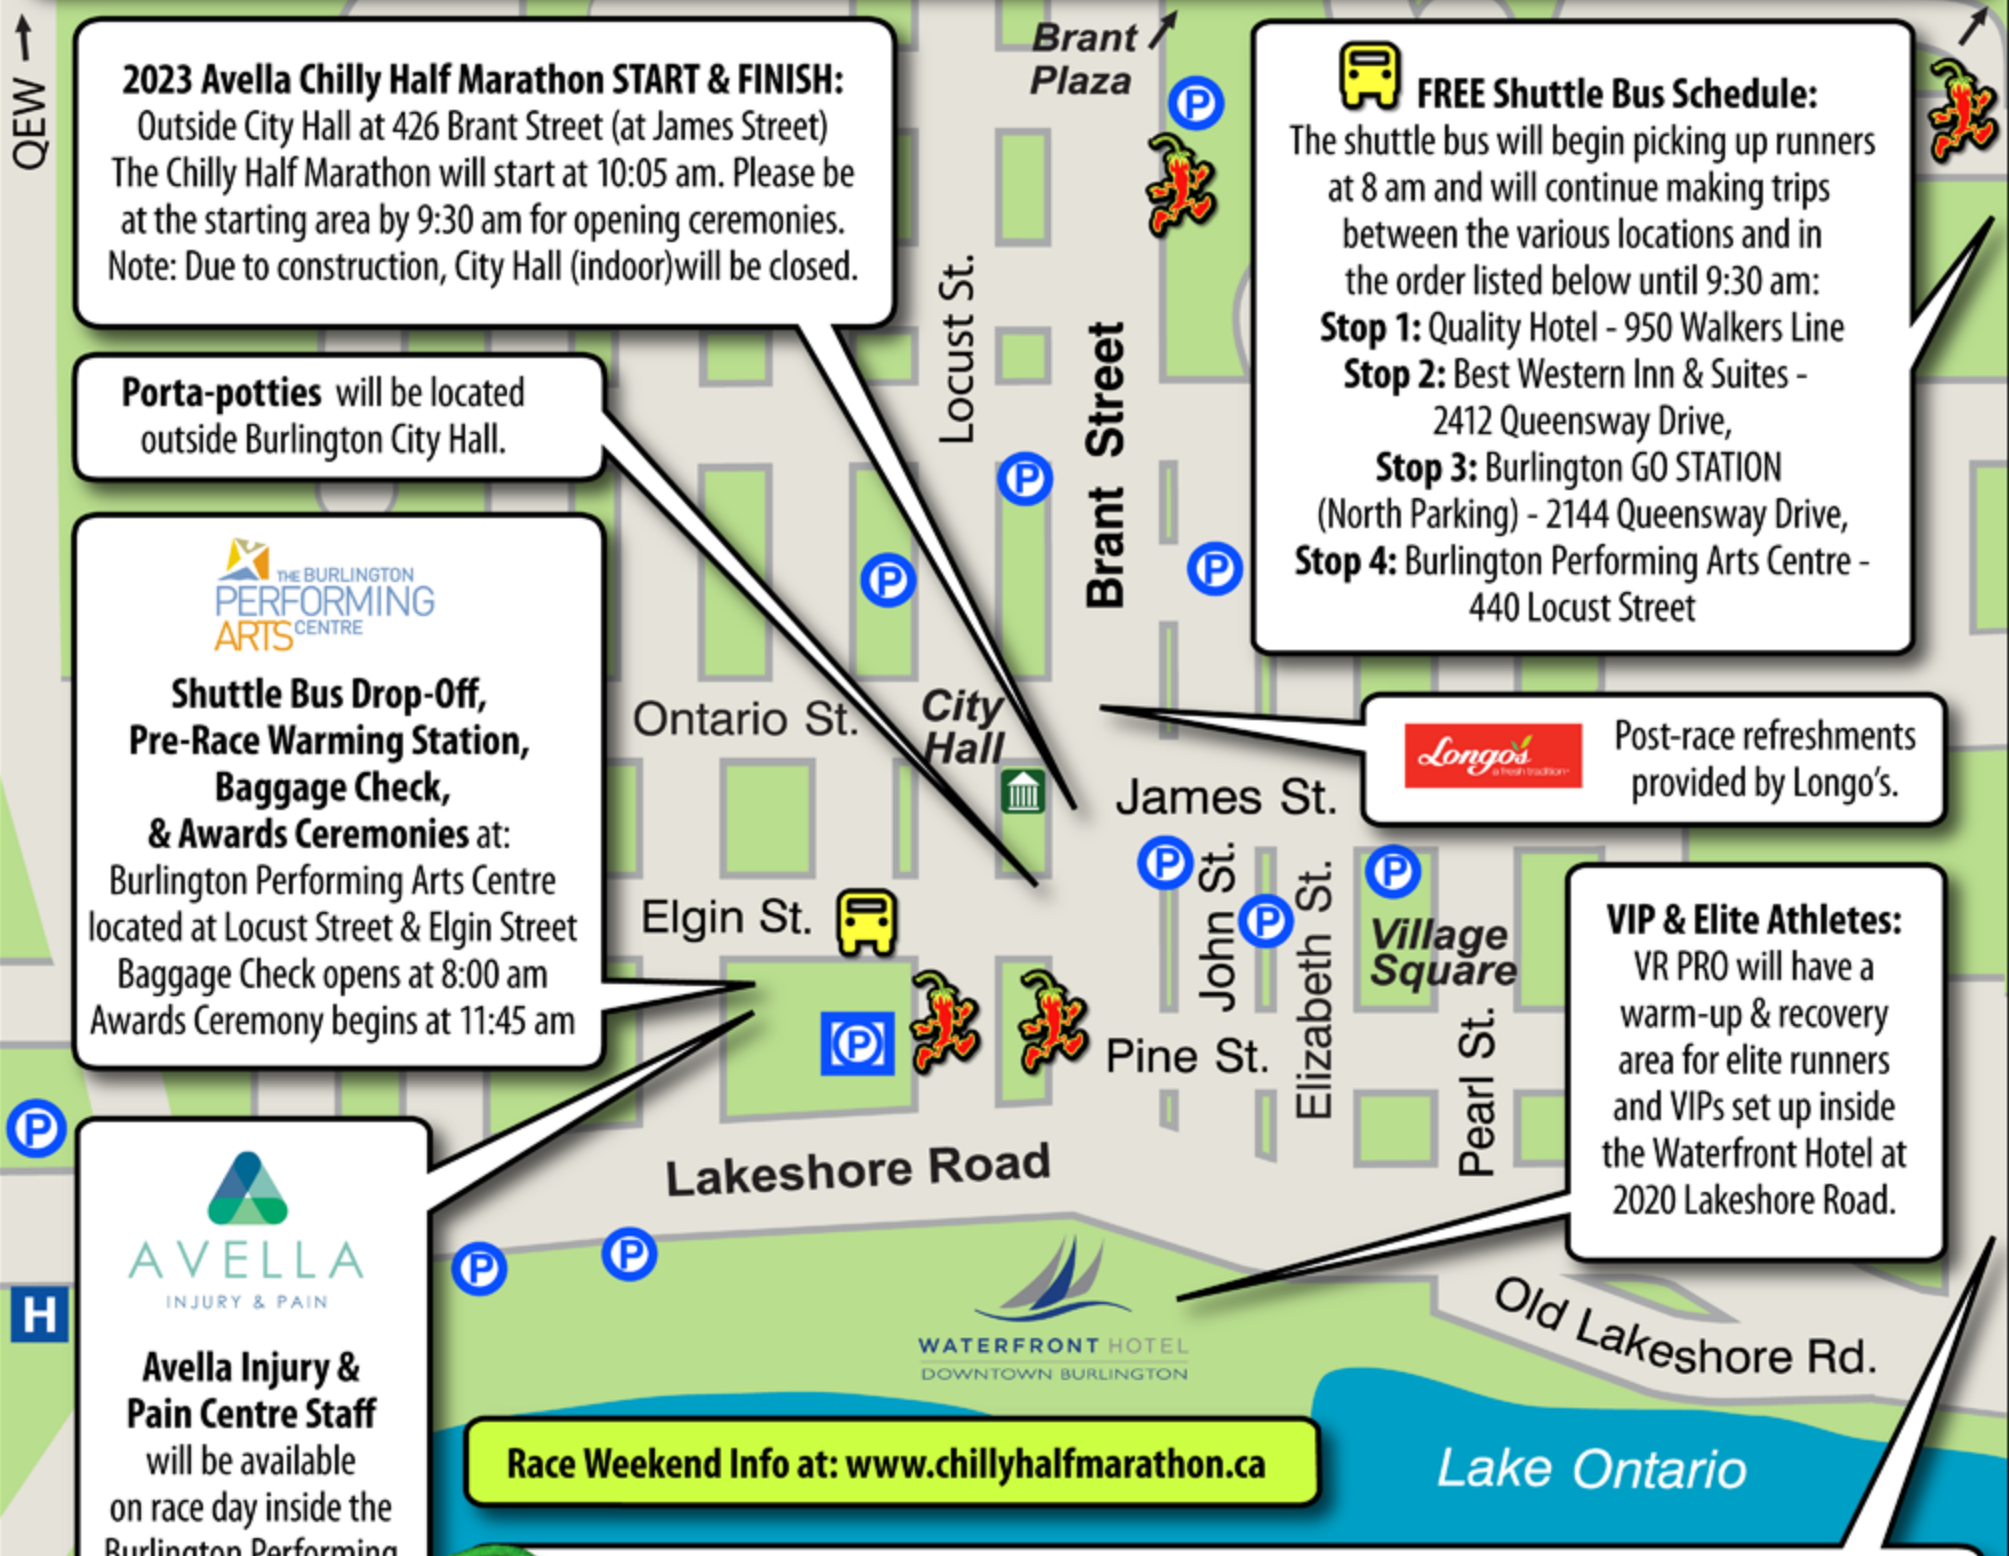 QEW
2023 Avella Chilly Half Marathon START & FINISH:
Outside City Hall at 426 Brant Street (at James Street)
The Chilly Half Marathon will start at 10:05 am. Please be
at the starting area by 9:30 am for opening ceremonies.
Note: Due to construction, City Hall (indoor)will be closed.
Brant
Plaza
P
FREE Shuttle Bus Schedule:
The shuttle bus will begin picking up runners
at 8 am and will continue making trips
between the various locations and in
the order listed below until 9:30 am:
Stop 1: Quality Hotel - 950 Walkers Line
Stop 2: Best Western Inn & Suites -
2412 Queensway Drive,
Stop 3: Burlington GO STATION
(North Parking) - 2144 Queensway Drive,
Stop 4: Burlington Performing Arts Centre -
440 Locust Street
Porta-potties will be located
outside Burlington City Hall.
Locust St.
Brant Street
P
P
P
THE BURLINGTON
PERFORMING
ARTS CENTRE
Shuttle Bus Drop-Off,
Pre-Race Warming Station,
Baggage Check,
& Awards Ceremonies at:
Burlington Performing Arts Centre
located at Locust Street & Elgin Street
Baggage Check opens at 8:00 am
Awards Ceremony begins at 11:45 am
Ontario St.
City
Hall
James St.
Longo's
a fresh tradition
Post-race refreshments
provided by Longo's.
P
John St.
P
Elizabeth St.
P
Village
Square
Elgin St.
P
Pine St.
Pearl St.
VIP & Elite Athletes:
VR PRO will have a
warm-up & recovery
area for elite runners
and VIPs set up inside
the Waterfront Hotel at
2020 Lakeshore Road.
P
Lakeshore Road
AVELLA
INJURY & PAIN
P
P
H
Avella Injury &
Pain Centre Staff
will be available
on race day inside the
Burlington Performing
WATERFRONT HOTEL
DOWNTOWN BURLINGTON
Old Lakeshore Rd.
Race Weekend Info at: www.chillyhalfmarathon.ca
Lake Ontario